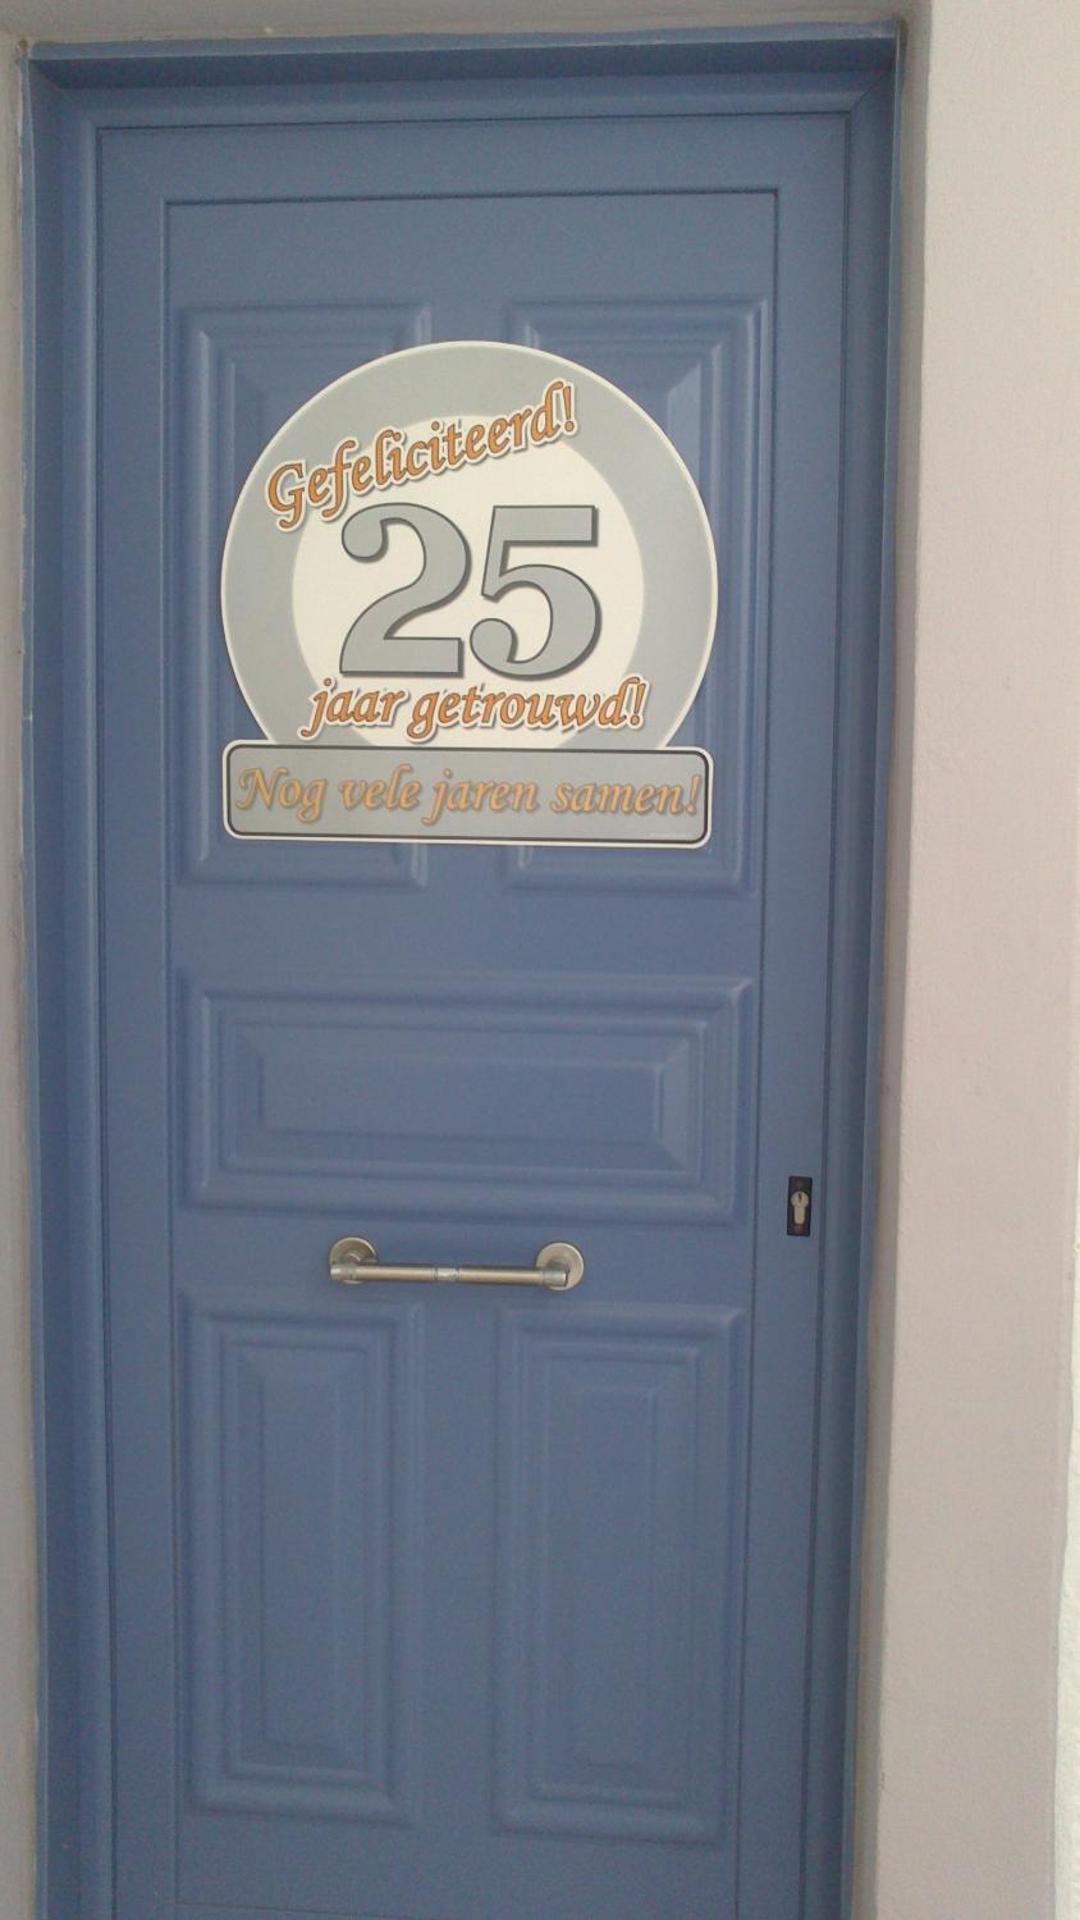 Gefeliciteerd!
25
jaar getrouwd!
Nog vele jaren samen!